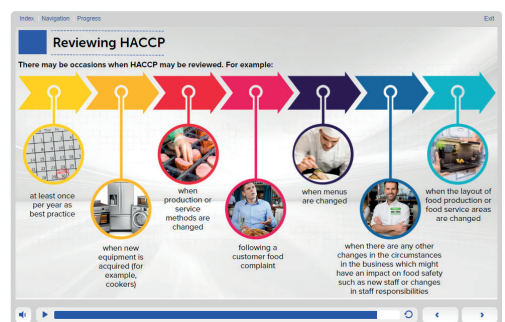 Index Navigation Progress Exit
Reviewing HACCP
There may be occasions when HACCP may be reviewed. For example:
at least once
per year as
best practice
when new
equipment is
acquired (for
example,
cookers)
when
production or
service
methods are
changed
following a
customer food
complaint
when menus
are changed
when there are any other
changes in the circumstances
in the business which might
have an impact on food safety
such as new staff or changes
in staff responsibilities
when the layout of
food production or
food service areas
are changed